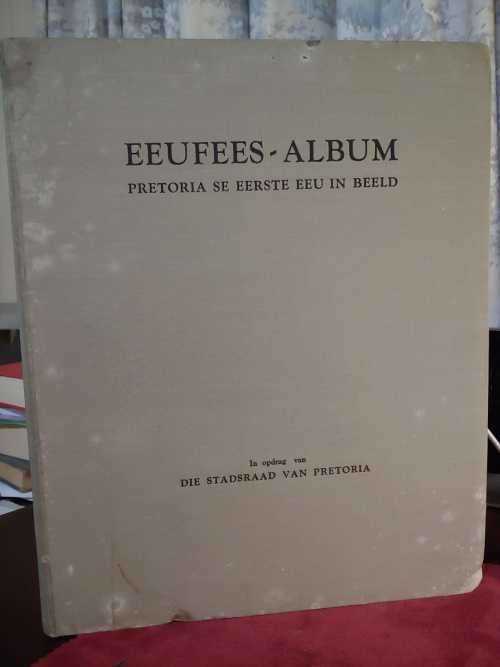 EEUFEES - ALBUM
PRETORIA SE EERSTE EEU IN BEELD
In opdrag van
DIE STADSRAAD VAN PRETORIA